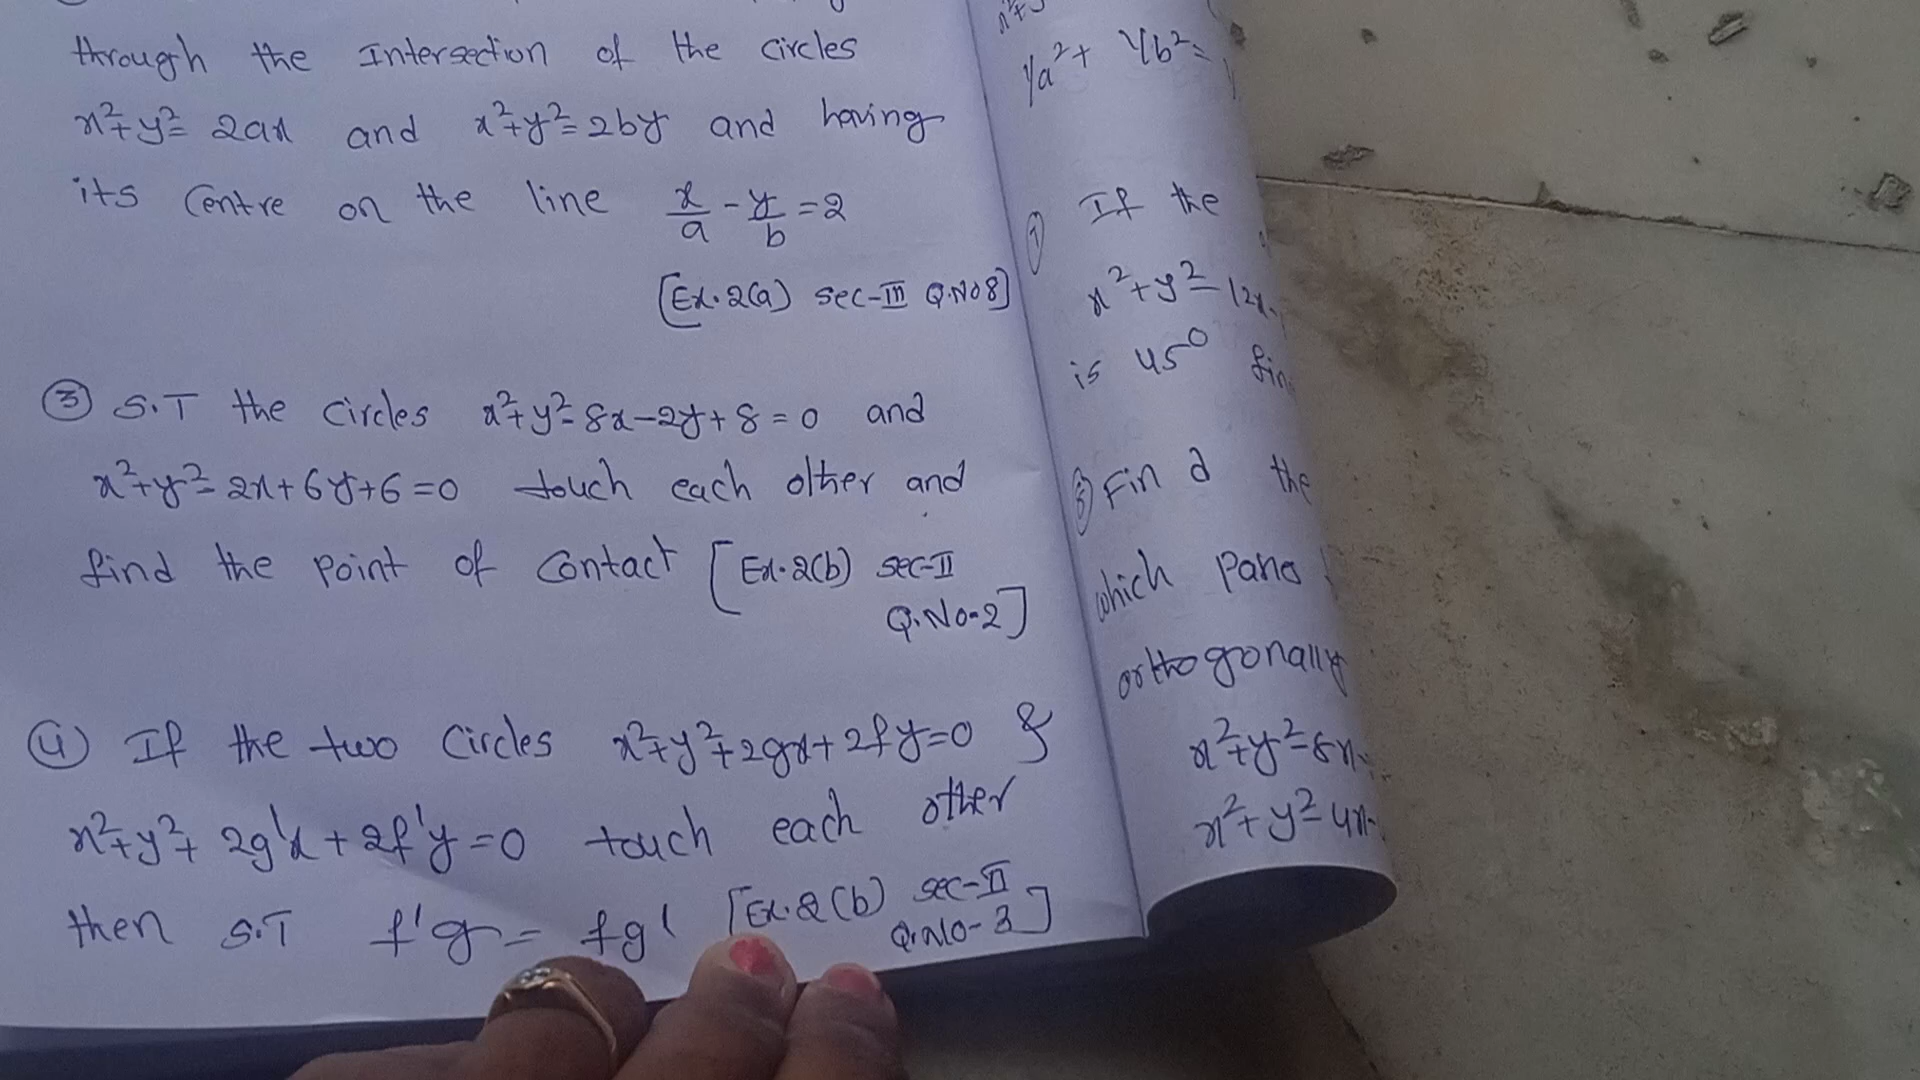 through the Intersection of the circles
x²+y²= 2ax and x²+y²=2by and having
its Centre on the line x/a - y/b = 2
[Ex.2(a) sec-III Q.No 8]
③ S.T the circles x²+y²-8x-2y+8=0 and
x²+y²-2x+6y+6=0 touch each other and
find the point of contact [Ex.2(b) sec-II
Q.No-2]
④ If the two circles x²+y²+2gx+2fy=0 &
x²+y²+2g'x+2f'y=0 touch each other
then S.T f'g = fg' [Ex.2(b) sec-II
Q.No-3]
1/a²+ 1/b²=
⑦ If the
x²+y²-12x-
is 45⁰
Find the
which
orthogonally
x²+y²-8x
x²+y²-4x-